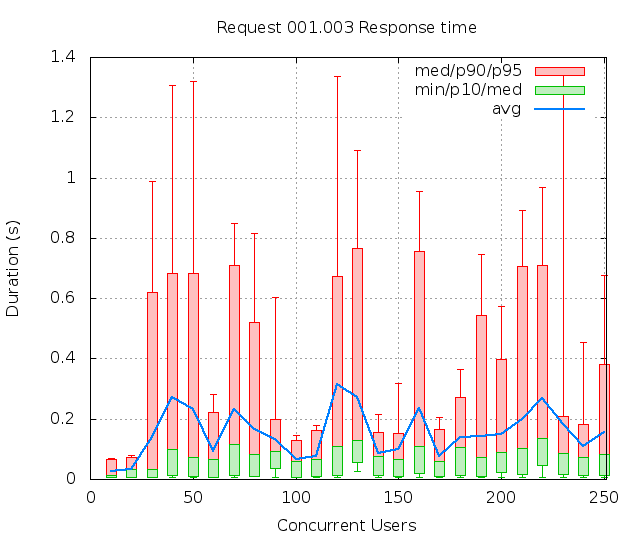 Request 001.003 Response time
med/p90/p95
min/p10/med
avg
Duration (s)
1.4
1.2
1
0.8
0.6
0.4
0.2
0
0 50 100 150 200 250
Concurrent Users